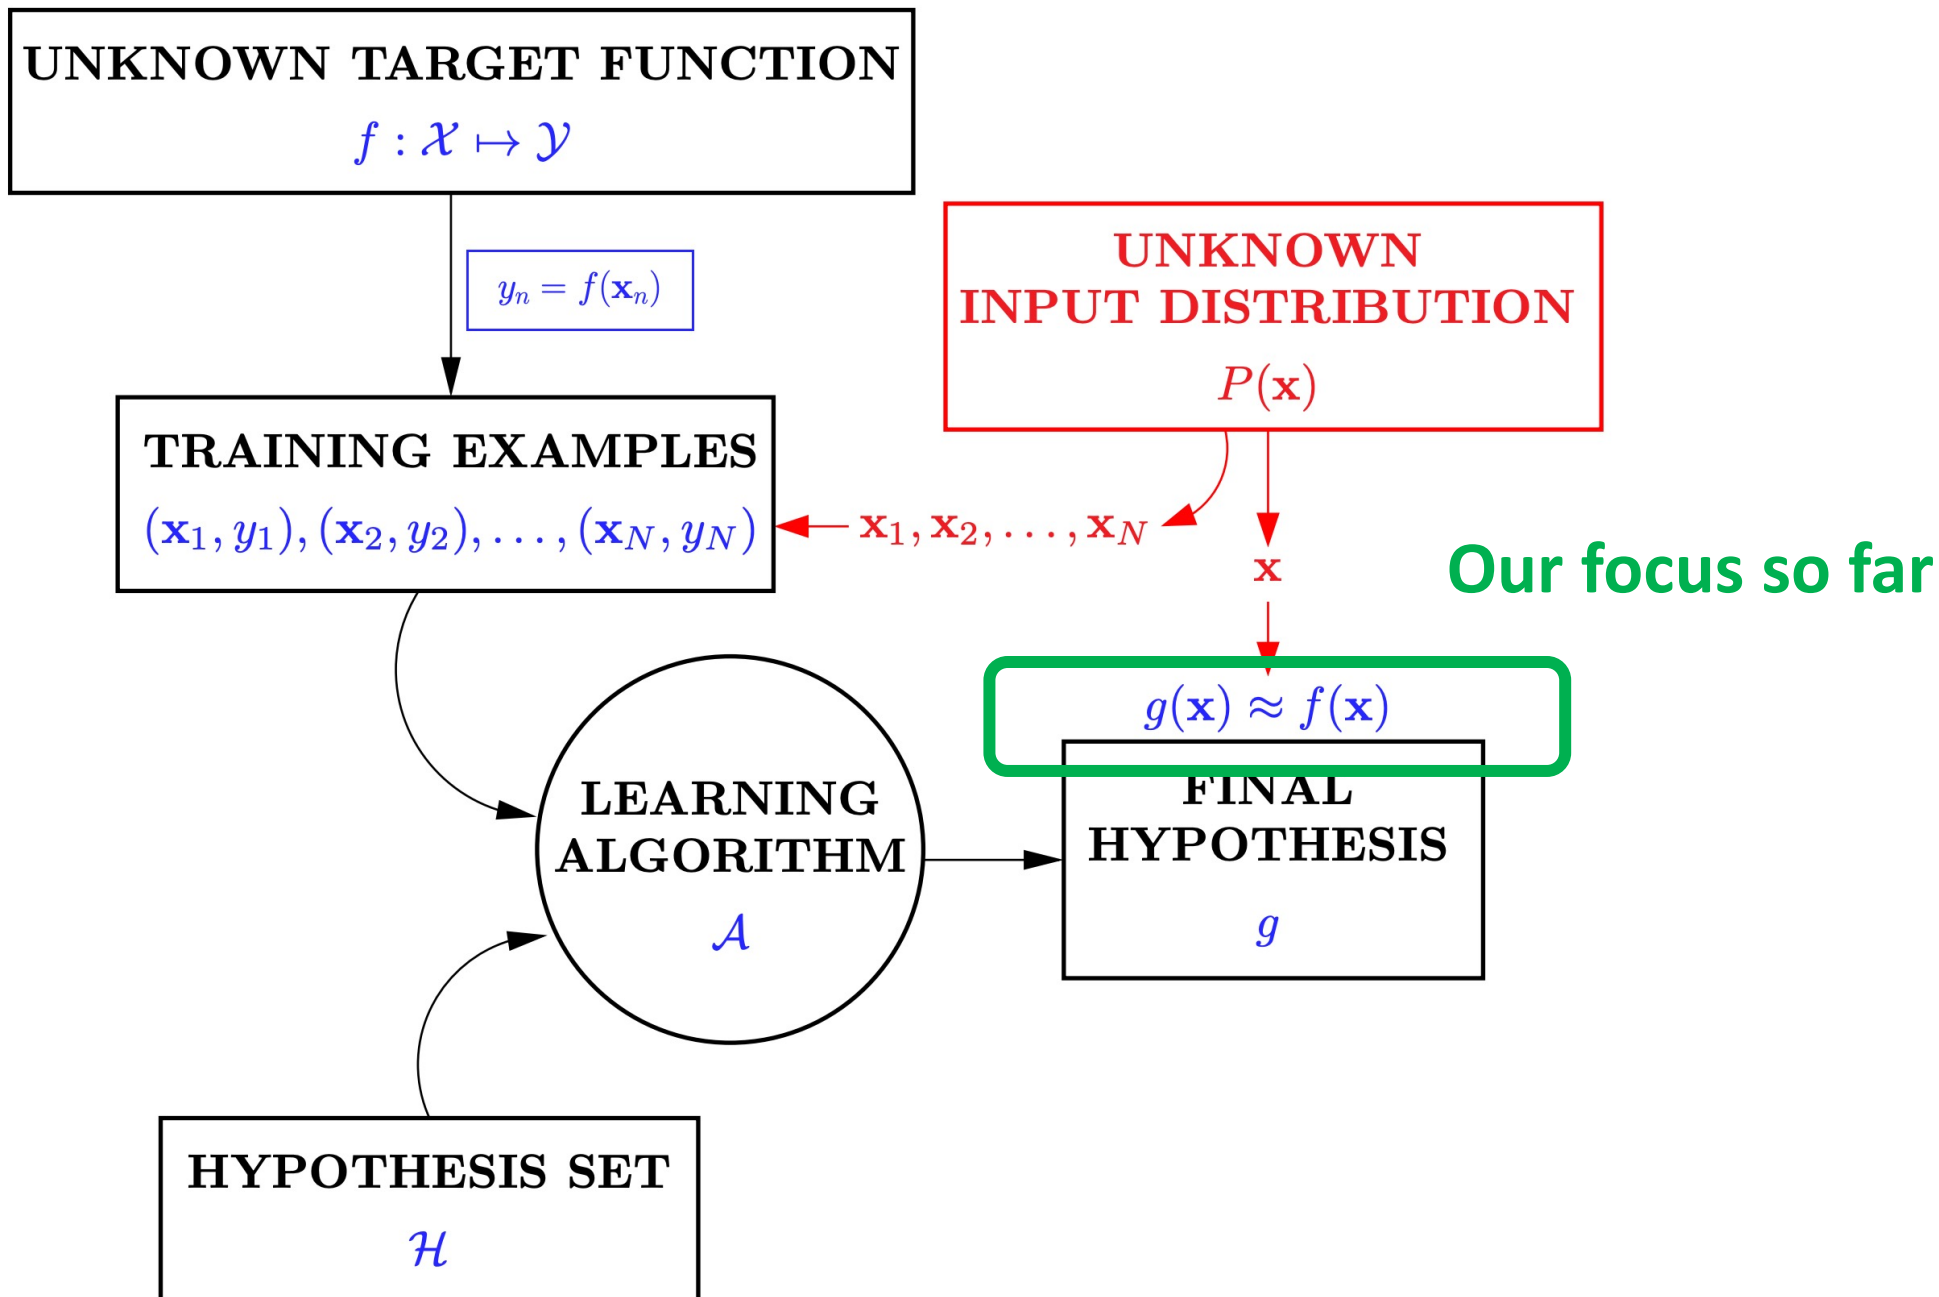 UNKNOWN TARGET FUNCTION
f : 𝒳 ↦ 𝒴
yₙ = f(𝐱ₙ)
UNKNOWN
INPUT DISTRIBUTION
P(𝐱)
TRAINING EXAMPLES
(𝐱₁, y₁), (𝐱₂, y₂), . . . , (𝐱_N, y_N)
𝐱₁, 𝐱₂, . . . , 𝐱_N
𝐱
Our focus so far
g(𝐱) ≈ f(𝐱)
LEARNING
ALGORITHM
𝒜
FINAL
HYPOTHESIS
g
HYPOTHESIS SET
ℋ